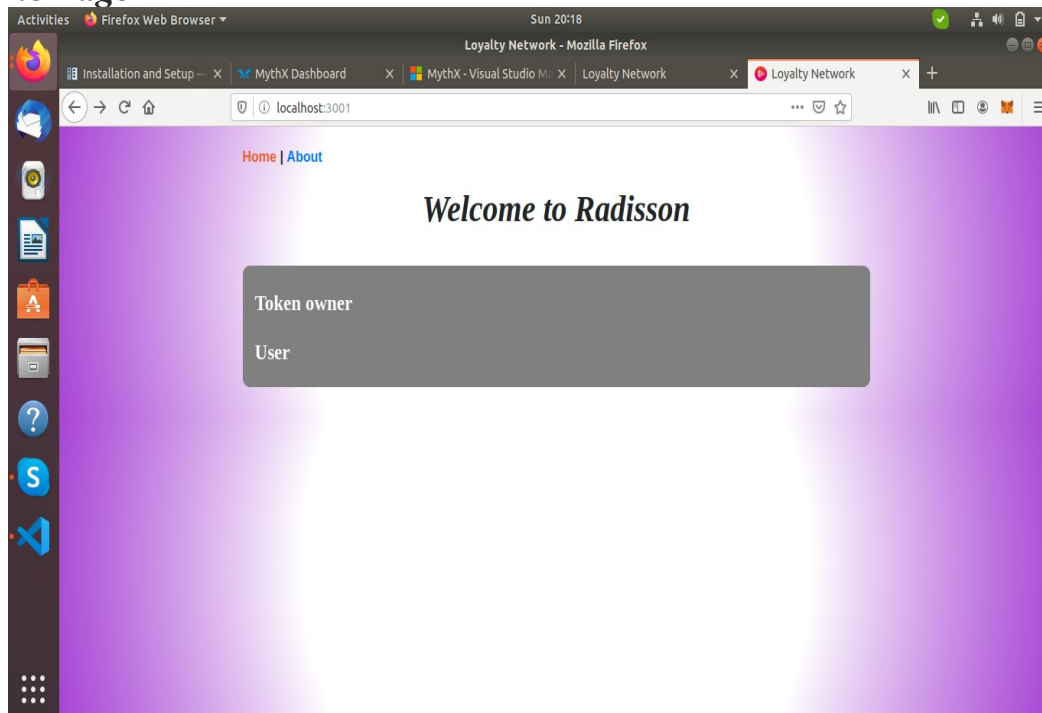 Activities Firefox Web Browser Sun 20:18
Loyalty Network - Mozilla Firefox
Installation and Setup — MythX Dashboard MythX - Visual Studio Ma Loyalty Network Loyalty Network
localhost:3001
Home | About
Welcome to Radisson
Token owner
User